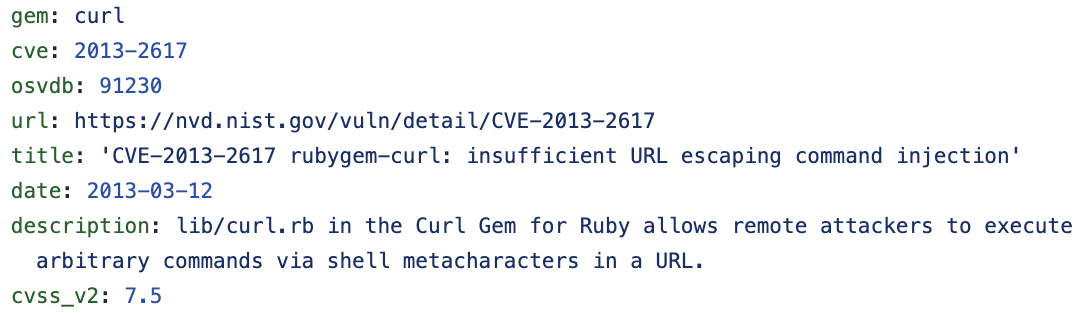 gem: curl
cve: 2013-2617
osvdb: 91230
url: https://nvd.nist.gov/vuln/detail/CVE-2013-2617
title: 'CVE-2013-2617 rubygem-curl: insufficient URL escaping command injection'
date: 2013-03-12
description: lib/curl.rb in the Curl Gem for Ruby allows remote attackers to execute
  arbitrary commands via shell metacharacters in a URL.
cvss_v2: 7.5